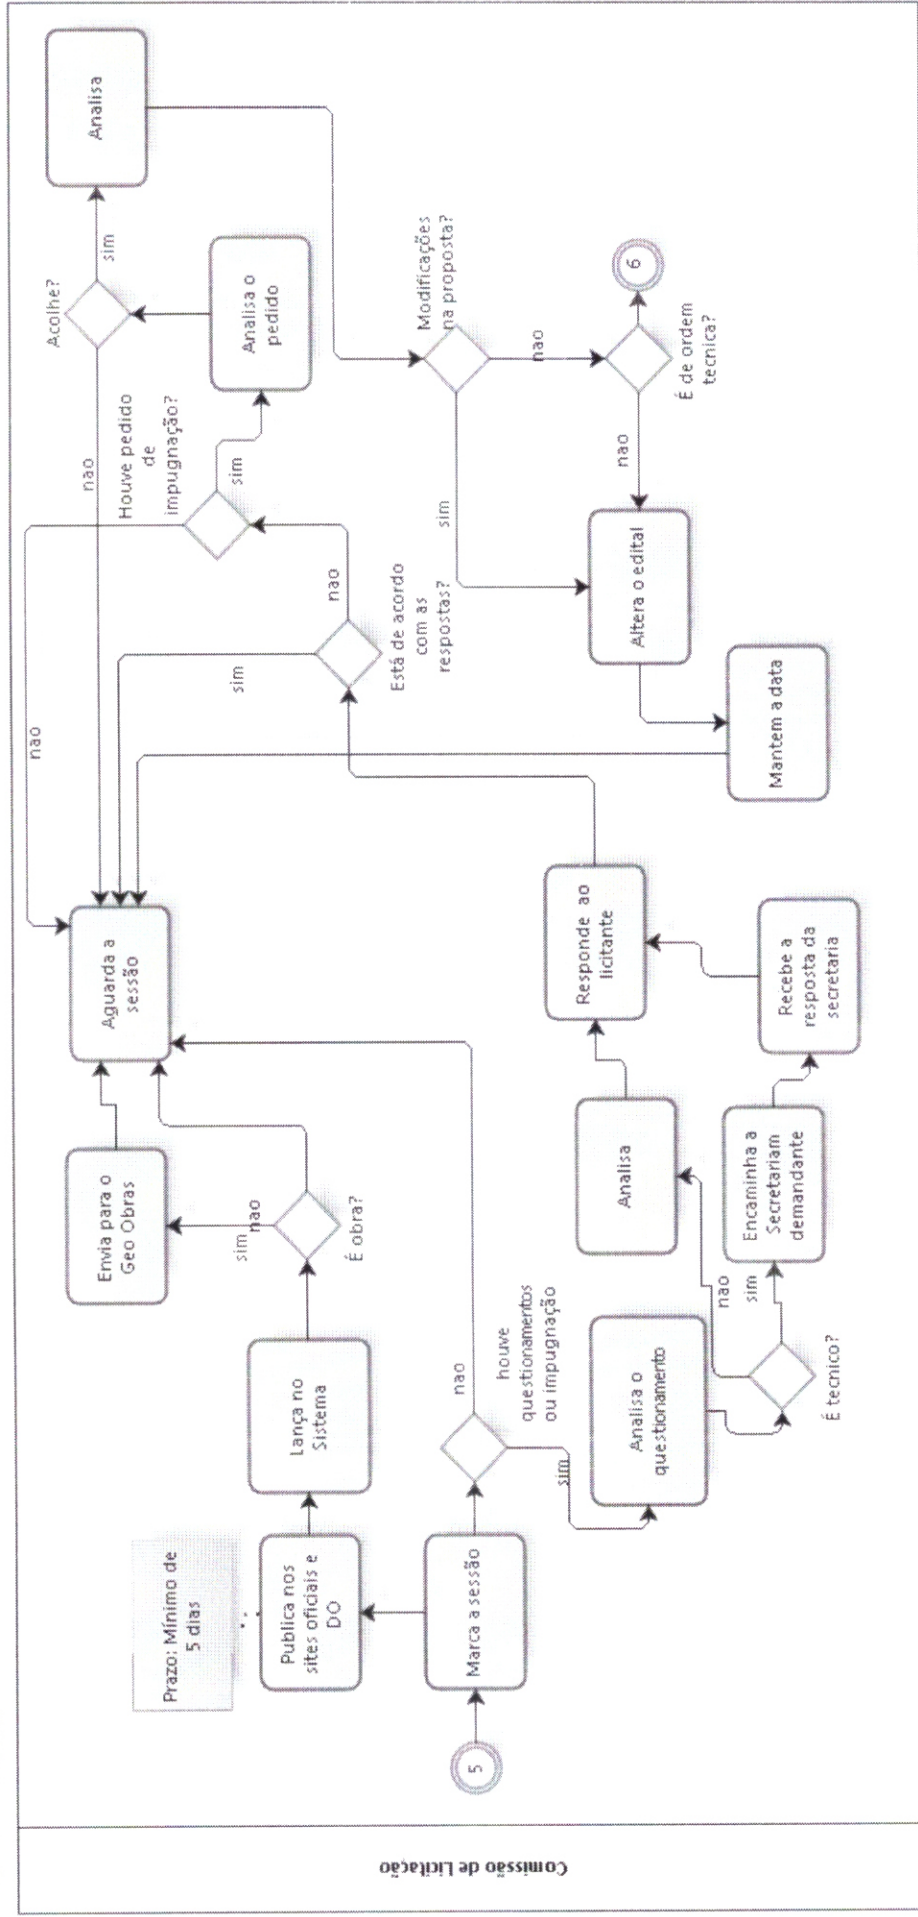 Comissão de Licitação
5
Marca a sessão
Prazo: Mínimo de
5 dias
Publica nos
sites oficiais e
DO
Lança no
Sistema
É obra?
sim
nao
Envia para o
Geo Obras
Aguarda a
sessão
nao
houve
questionamentos
ou impugnação
sim
Analisa o
questionamento
É tecnico?
nao
sim
Analisa
Encaminha a
Secretariam
demandante
Recebe a
resposta da
secretaria
Responde ao
licitante
Está de acordo
com as
respostas?
sim
nao
Houve pedido
de
impugnação?
nao
sim
Analisa o
pedido
Acolhe?
nao
sim
Analisa
Modificações
na proposta?
sim
nao
É de ordem
tecnica?
nao
6
Altera o edital
Mantem a data